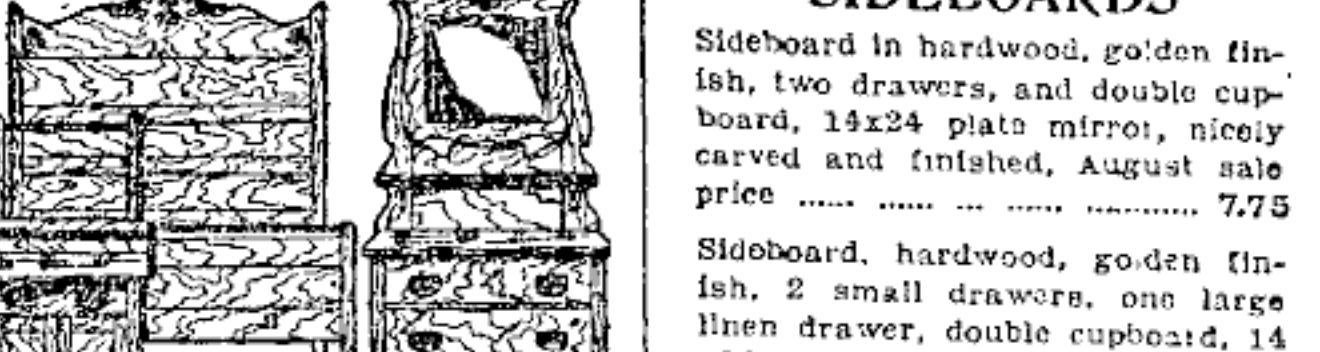 SIDEBOARDS
Sideboard in hardwood, golden fin-
ish, two drawers, and double cup-
board, 14x24 plate mirror, nicely
carved and finished, August sale
price ...... ...... ... ...... ............ 7.75
Sideboard, hardwood, golden fin-
ish, 2 small drawers, one large
linen drawer, double cupboard, 14